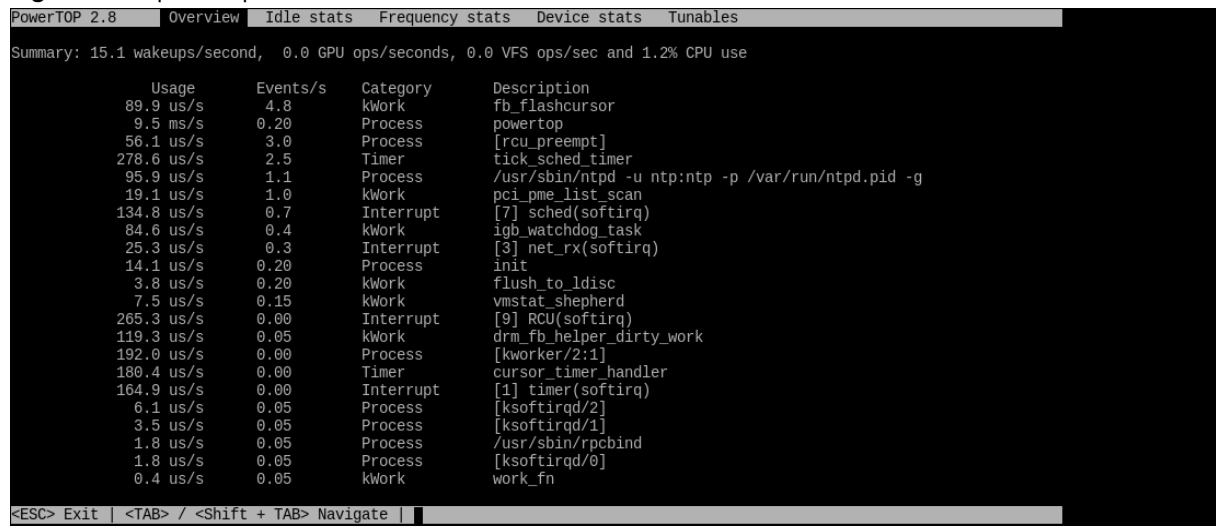 PowerTOP 2.8 Overview Idle stats Frequency stats Device stats Tunables
Summary: 15.1 wakeups/second, 0.0 GPU ops/seconds, 0.0 VFS ops/sec and 1.2% CPU use
Usage Events/s Category Description
89.9 us/s 4.8 kWork fb_flashcursor
9.5 ms/s 0.20 Process powertop
56.1 us/s 3.0 Process [rcu_preempt]
278.6 us/s 2.5 Timer tick_sched_timer
95.9 us/s 1.1 Process /usr/sbin/ntpd -u ntp:ntp -p /var/run/ntpd.pid -g
19.1 us/s 1.0 kWork pci_pme_list_scan
134.8 us/s 0.7 Interrupt [7] sched(softirq)
84.6 us/s 0.4 kWork igb_watchdog_task
25.3 us/s 0.3 Interrupt [3] net_rx(softirq)
14.1 us/s 0.20 Process init
3.8 us/s 0.20 kWork flush_to_ldisc
7.5 us/s 0.15 kWork vmstat_shepherd
265.3 us/s 0.00 Interrupt [9] RCU(softirq)
119.3 us/s 0.05 kWork drm_fb_helper_dirty_work
192.0 us/s 0.00 Process [kworker/2:1]
180.4 us/s 0.00 Timer cursor_timer_handler
164.9 us/s 0.00 Interrupt [1] timer(softirq)
6.1 us/s 0.05 Process [ksoftirqd/2]
3.5 us/s 0.05 Process [ksoftirqd/1]
1.8 us/s 0.05 Process /usr/sbin/rpcbind
1.8 us/s 0.05 Process [ksoftirqd/0]
0.4 us/s 0.05 kWork work_fn
<ESC> Exit | <TAB> / <Shift + TAB> Navigate |